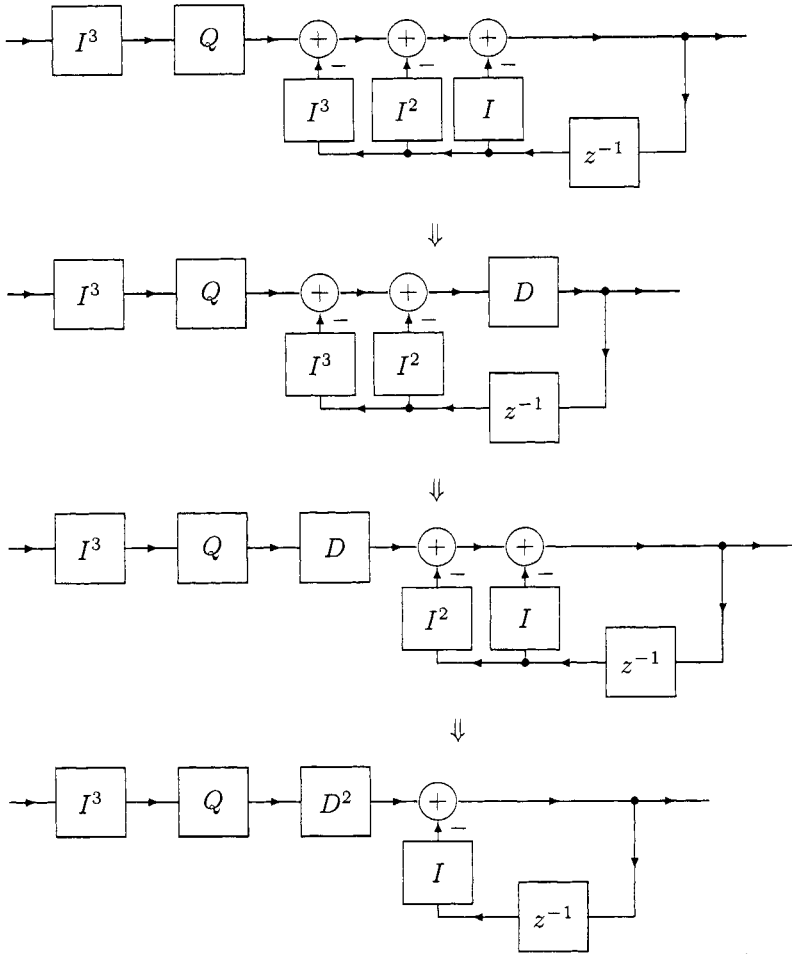 I³ Q + + +
− − −
I³ I² I
z⁻¹
⇓
I³ Q + + D
− −
I³ I²
z⁻¹
⇓
I³ Q D + +
− −
I² I
z⁻¹
⇓
I³ Q D² +
−
I
z⁻¹